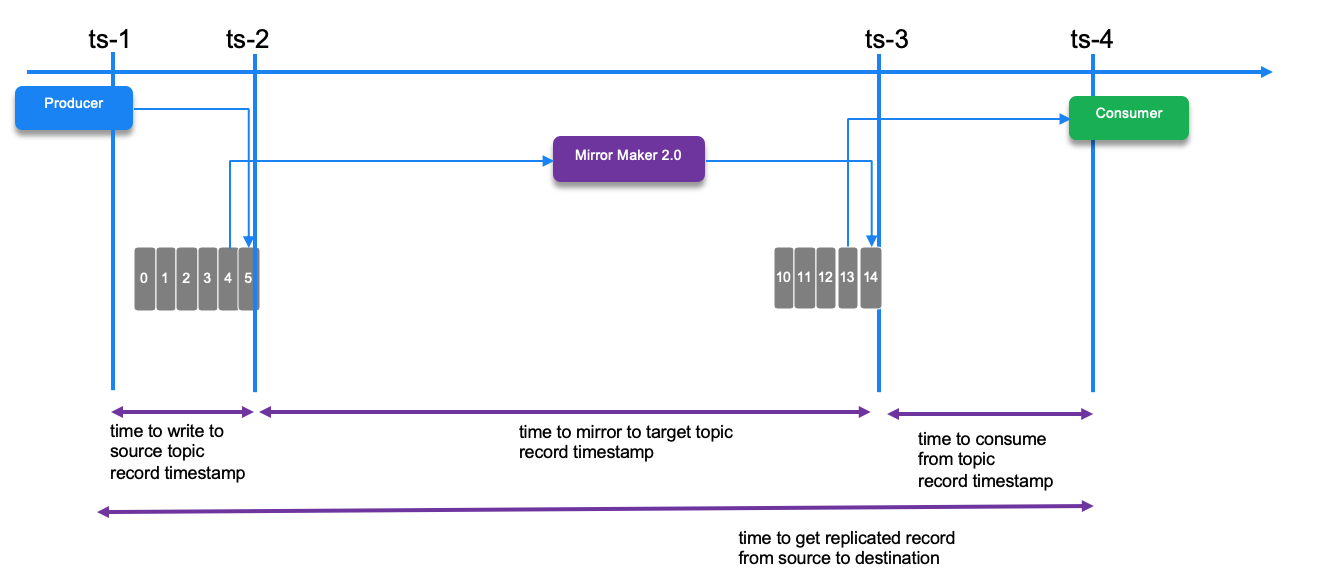 ts-1
ts-2
ts-3
ts-4
Producer
Consumer
Mirror Maker 2.0
0 1 2 3 4 5
10 11 12 13 14
time to write to
source topic
record timestamp
time to mirror to target topic
record timestamp
time to consume
from topic
record timestamp
time to get replicated record
from source to destination